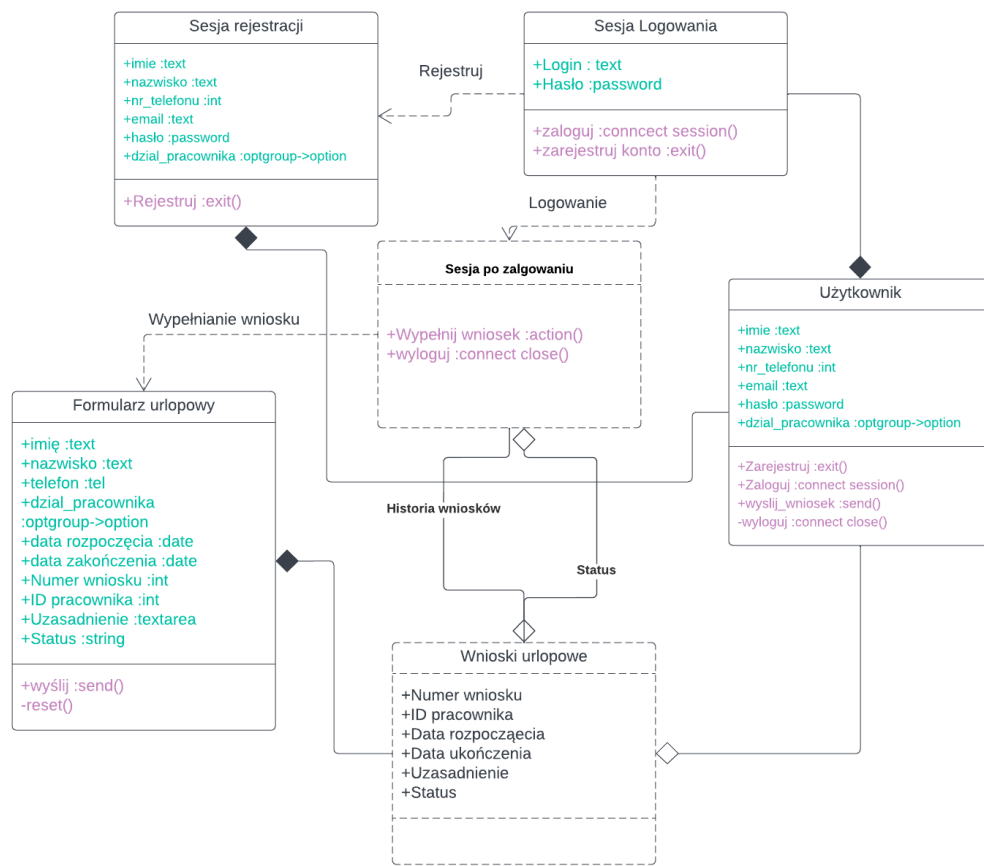 Sesja rejestracji
+imie :text
+nazwisko :text
+nr_telefonu :int
+email :text
+hasło :password
+dzial_pracownika :optgroup->option
+Rejestruj :exit()
Rejestruj
Sesja Logowania
+Login : text
+Hasło :password
+zaloguj :conncect session()
+zarejestruj konto :exit()
Logowanie
Sesja po zalgowaniu
+Wypełnij wniosek :action()
+wyloguj :connect close()
Wypełnianie wniosku
Użytkownik
+imie :text
+nazwisko :text
+nr_telefonu :int
+email :text
+hasło :password
+dzial_pracownika :optgroup->option
+Zarejestruj :exit()
+Zaloguj :connect session()
+wyslij_wniosek :send()
-wyloguj :connect close()
Formularz urlopowy
+imię :text
+nazwisko :text
+telefon :tel
+dzial_pracownika
:optgroup->option
+data rozpoczęcia :date
+data zakończenia :date
+Numer wniosku :int
+ID pracownika :int
+Uzasadnienie :textarea
+Status :string
+wyślij :send()
-reset()
Historia wniosków
Status
Wnioski urlopowe
+Numer wniosku
+ID pracownika
+Data rozpocząecia
+Data ukończenia
+Uzasadnienie
+Status